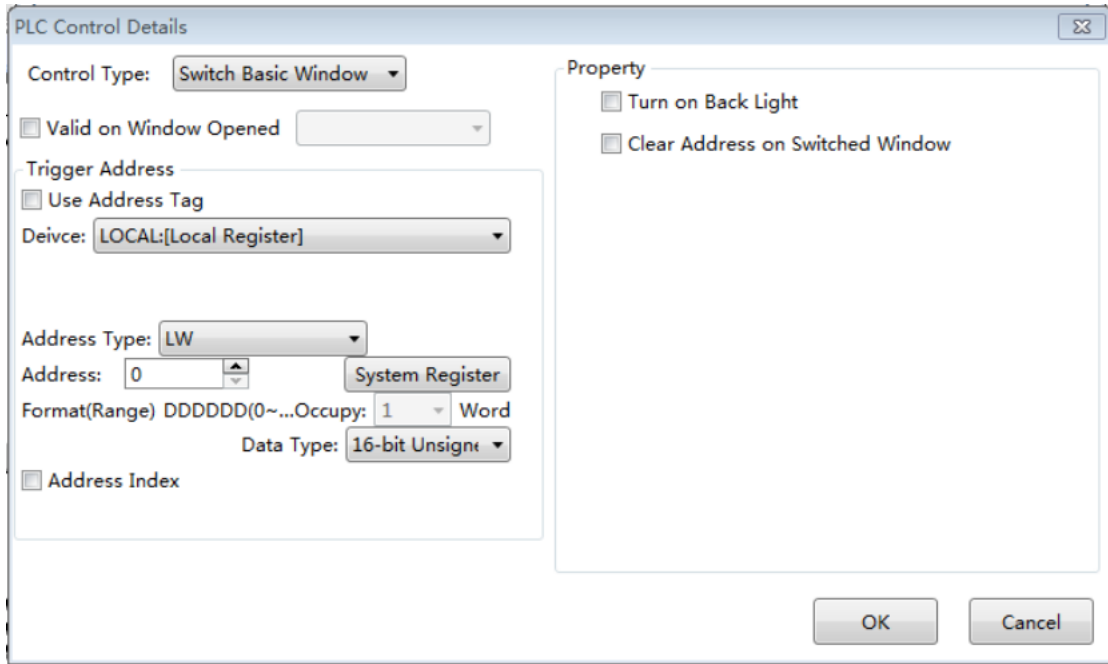 PLC Control Details
Control Type: Switch Basic Window
Valid on Window Opened
Trigger Address
Use Address Tag
Deivce: LOCAL:[Local Register]
Address Type: LW
Address: 0 System Register
Format(Range) DDDDDD(0~...Occupy: 1 Word
Data Type: 16-bit Unsigne
Address Index
Property
Turn on Back Light
Clear Address on Switched Window
OK Cancel